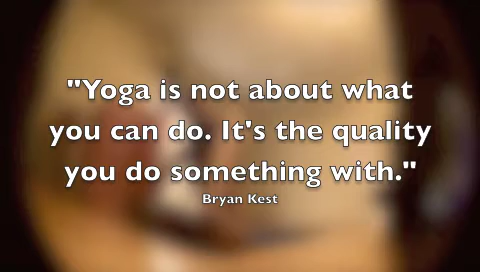 "Yoga is not about what
you can do. It's the quality
you do something with."
Bryan Kest